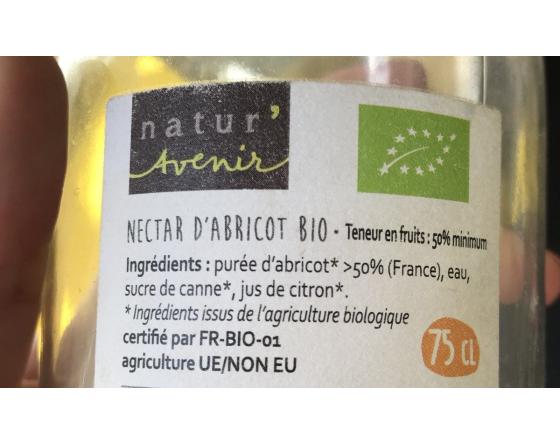 natur'
Avenir
NECTAR D'ABRICOT BIO • Teneur en fruits : 50% minimum
Ingrédients : purée d'abricot* >50% (France), eau,
sucre de canne*, jus de citron*.
*Ingrédients issus de l'agriculture biologique
certifié par FR-BIO-01
agriculture UE/NON EU
75 CL